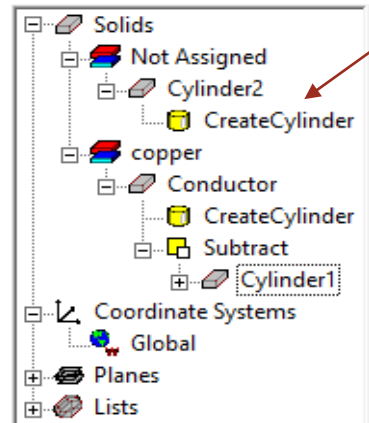 Solids
Not Assigned
Cylinder2
CreateCylinder
copper
Conductor
CreateCylinder
Subtract
Cylinder1
Coordinate Systems
Global
Planes
Lists